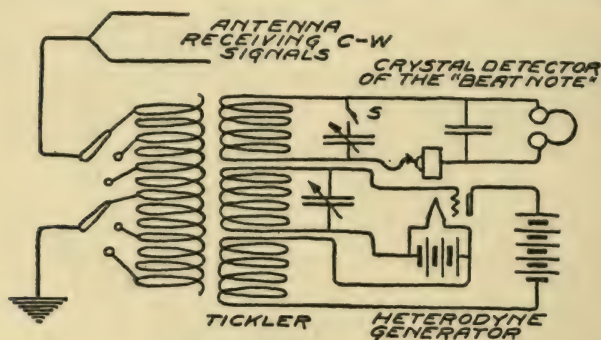 ANTENNA
RECEIVING C-W
SIGNALS
CRYSTAL DETECTOR
OF THE "BEAT NOTE"
S
TICKLER
HETERODYNE
GENERATOR